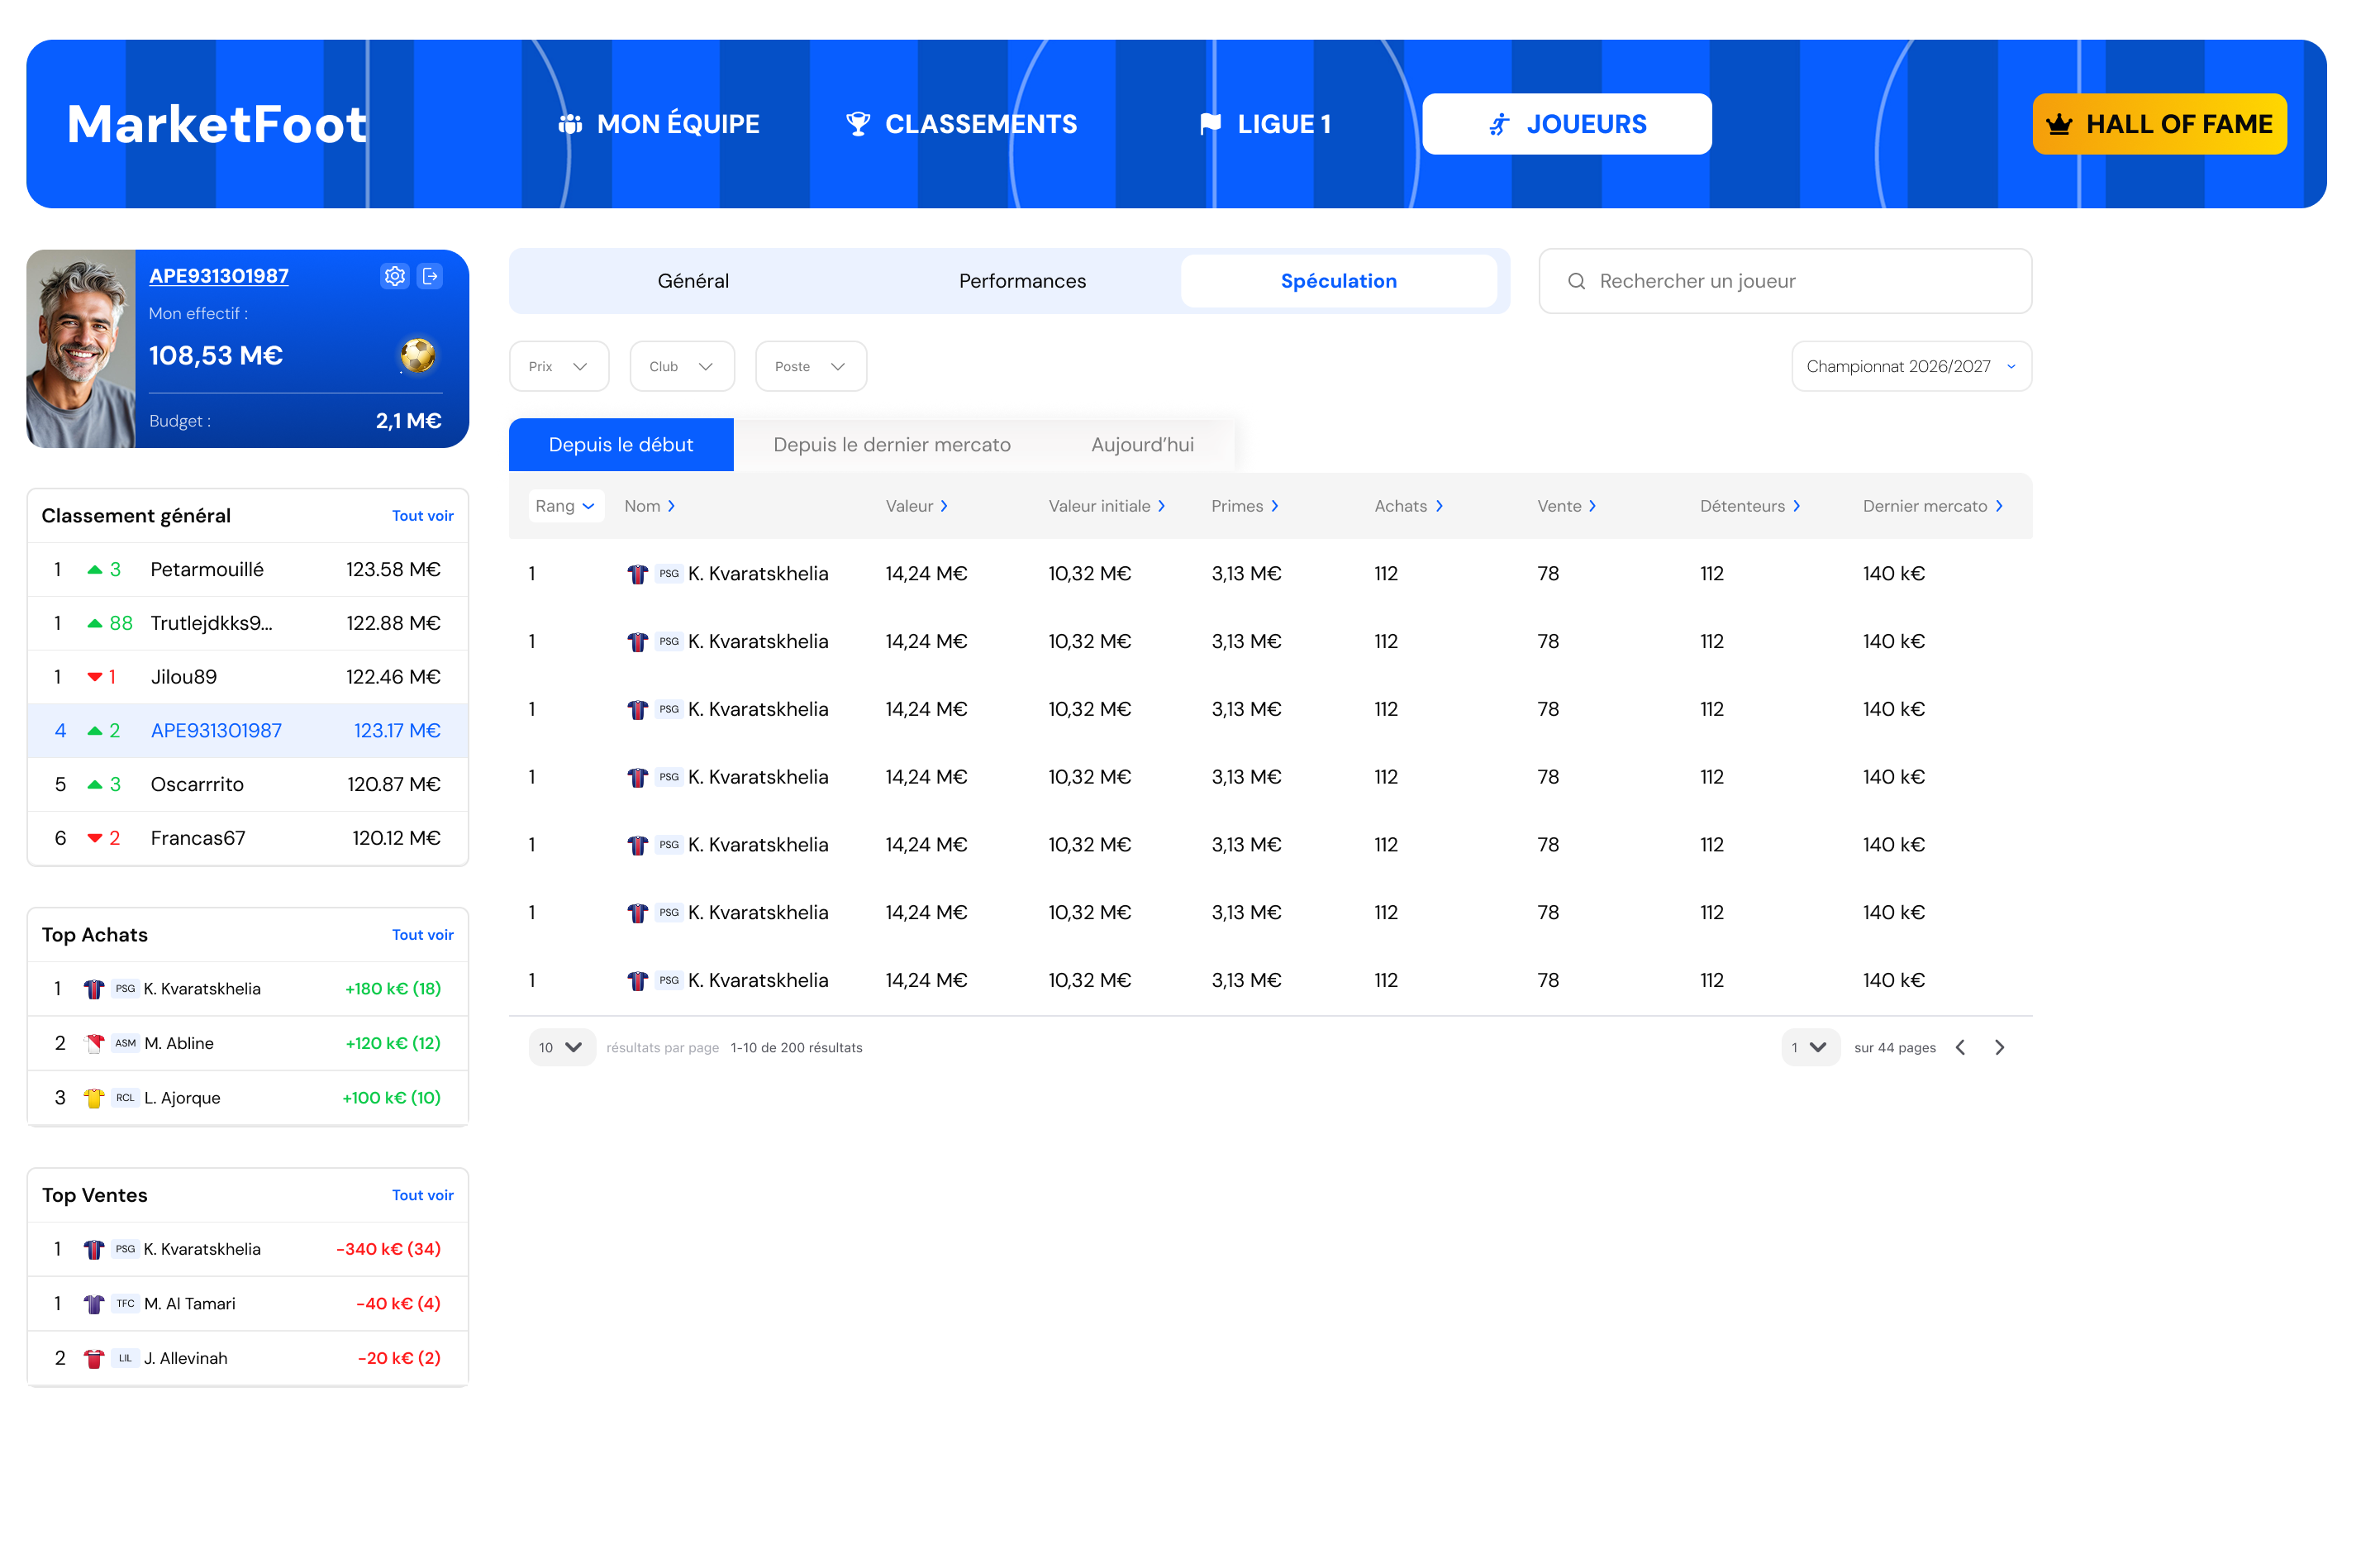 MarketFoot
MON ÉQUIPE
CLASSEMENTS
LIGUE 1
JOUEURS
HALL OF FAME
APE931301987
Mon effectif :
108,53 M€
Budget :
2,1 M€
Classement général
Tout voir
1 3 Petarmouillé 123.58 M€
1 88 Trutlejdkks9... 122.88 M€
1 1 Jilou89 122.46 M€
4 2 APE931301987 123.17 M€
5 3 Oscarrrito 120.87 M€
6 2 Francas67 120.12 M€
Top Achats
Tout voir
1 PSG K. Kvaratskhelia +180 k€ (18)
2 ASM M. Abline +120 k€ (12)
3 RCL L. Ajorque +100 k€ (10)
Top Ventes
Tout voir
1 PSG K. Kvaratskhelia -340 k€ (34)
1 TFC M. Al Tamari -40 k€ (4)
2 LIL J. Allevinah -20 k€ (2)
Général
Performances
Spéculation
Rechercher un joueur
Prix
Club
Poste
Championnat 2026/2027
Depuis le début
Depuis le dernier mercato
Aujourd’hui
Rang Nom Valeur Valeur initiale Primes Achats Vente Détenteurs Dernier mercato
1 PSG K. Kvaratskhelia 14,24 M€ 10,32 M€ 3,13 M€ 112 78 112 140 k€
1 PSG K. Kvaratskhelia 14,24 M€ 10,32 M€ 3,13 M€ 112 78 112 140 k€
1 PSG K. Kvaratskhelia 14,24 M€ 10,32 M€ 3,13 M€ 112 78 112 140 k€
1 PSG K. Kvaratskhelia 14,24 M€ 10,32 M€ 3,13 M€ 112 78 112 140 k€
1 PSG K. Kvaratskhelia 14,24 M€ 10,32 M€ 3,13 M€ 112 78 112 140 k€
1 PSG K. Kvaratskhelia 14,24 M€ 10,32 M€ 3,13 M€ 112 78 112 140 k€
1 PSG K. Kvaratskhelia 14,24 M€ 10,32 M€ 3,13 M€ 112 78 112 140 k€
10 résultats par page 1-10 de 200 résultats
1 sur 44 pages